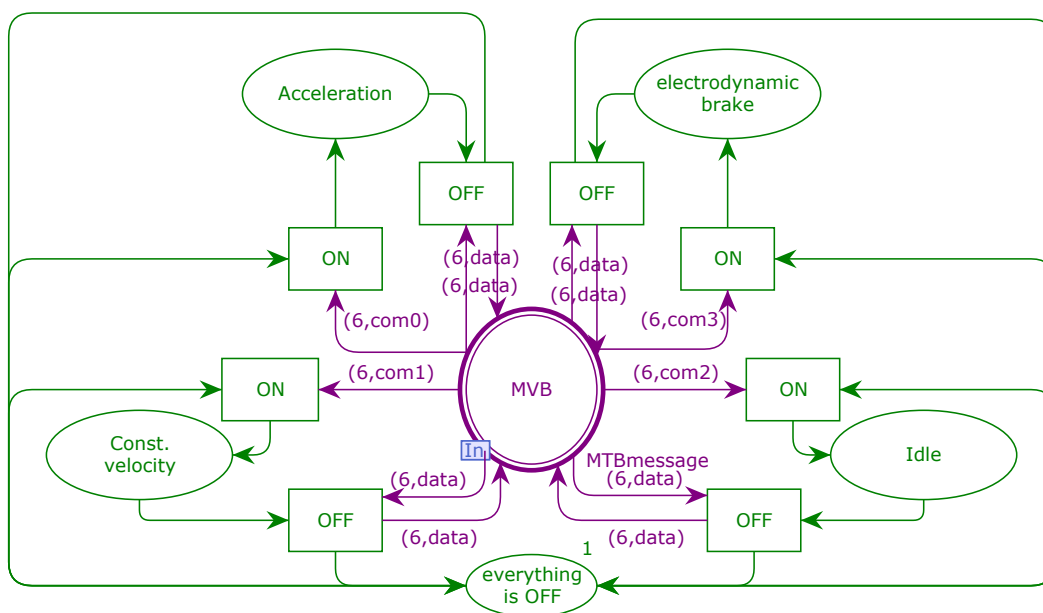 Acceleration
electrodynamic
brake
OFF
OFF
ON
ON
(6,data)
(6,data)
(6,data)
(6,data)
(6,com0)
(6,com3)
ON
(6,com1)
MVB
(6,com2)
ON
Const.
velocity
In
MTBmessage
Idle
(6,data)
(6,data)
OFF
OFF
(6,data)
(6,data)
1
everything
is OFF